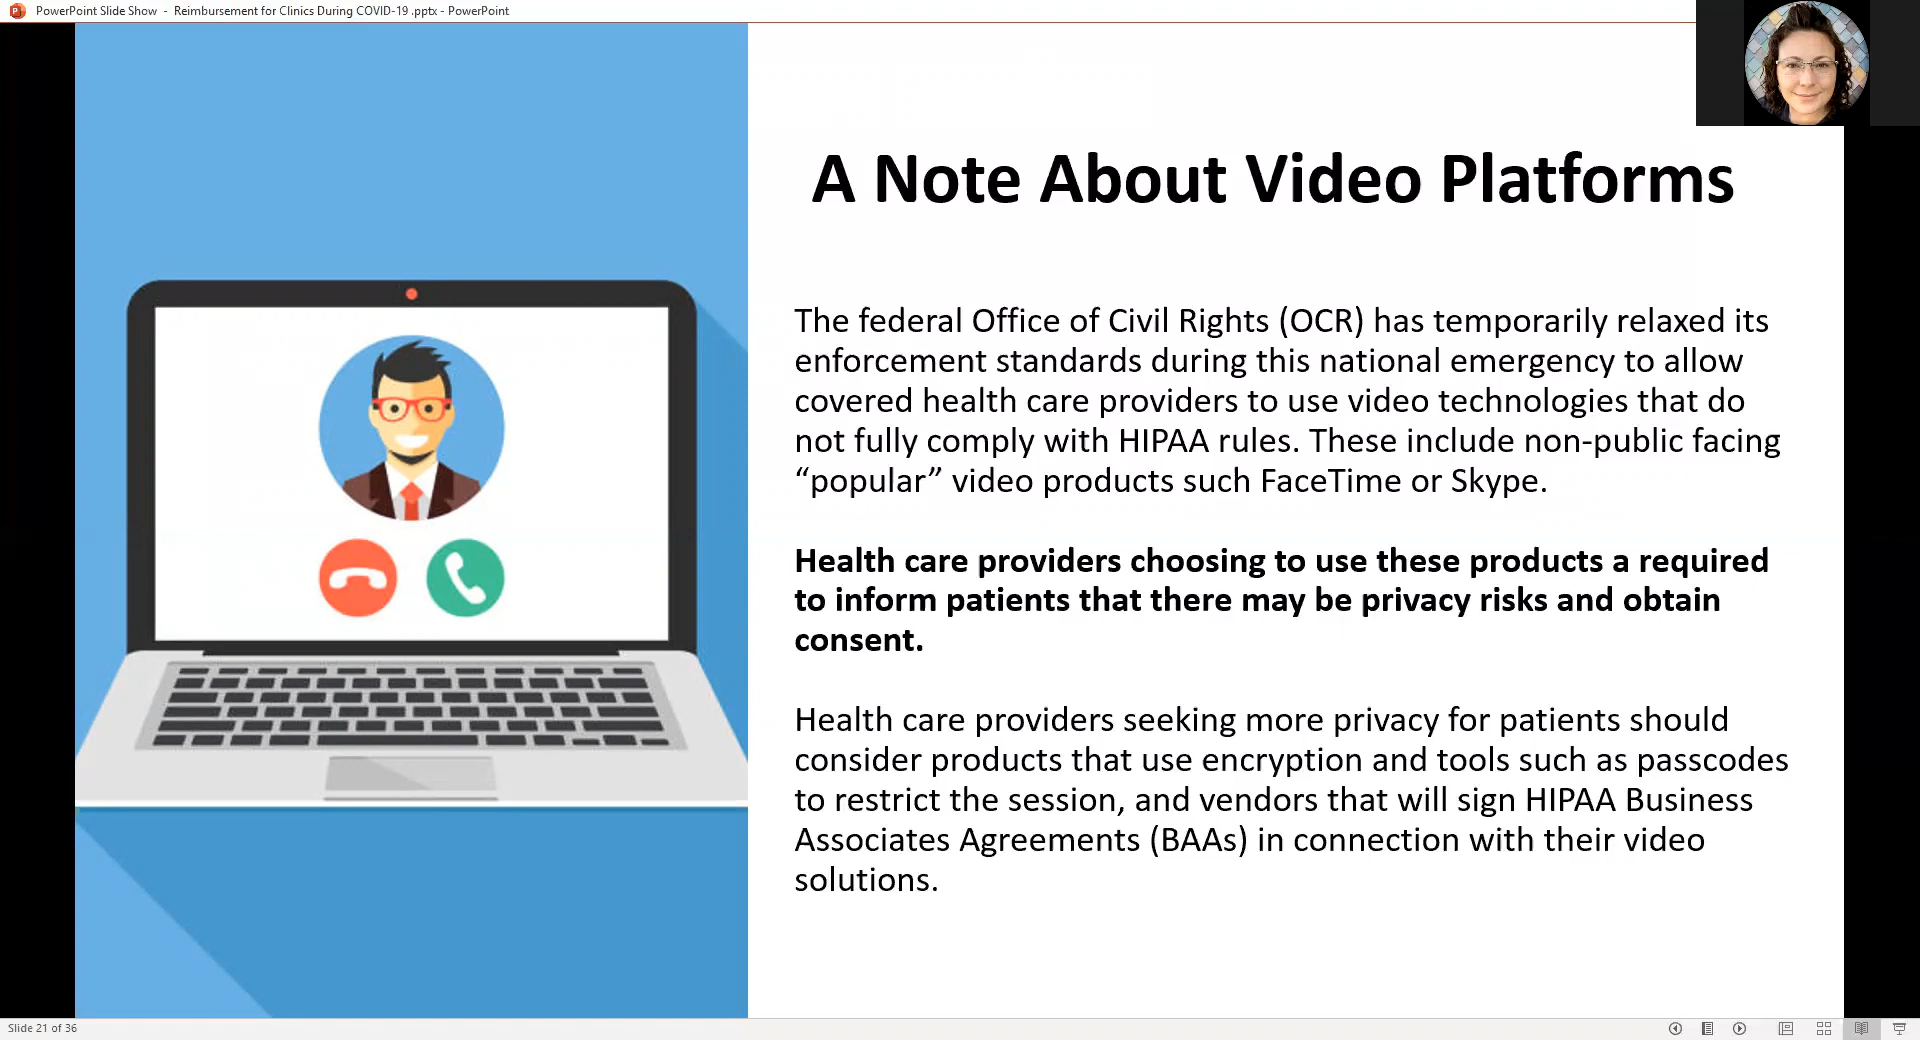 PowerPoint Slide Show - Reimbursement for Clinics During COVID-19 .pptx - PowerPoint
A Note About Video Platforms
The federal Office of Civil Rights (OCR) has temporarily relaxed its
enforcement standards during this national emergency to allow
covered health care providers to use video technologies that do
not fully comply with HIPAA rules. These include non-public facing
“popular” video products such FaceTime or Skype.
Health care providers choosing to use these products a required
to inform patients that there may be privacy risks and obtain
consent.
Health care providers seeking more privacy for patients should
consider products that use encryption and tools such as passcodes
to restrict the session, and vendors that will sign HIPAA Business
Associates Agreements (BAAs) in connection with their video
solutions.
Slide 21 of 36